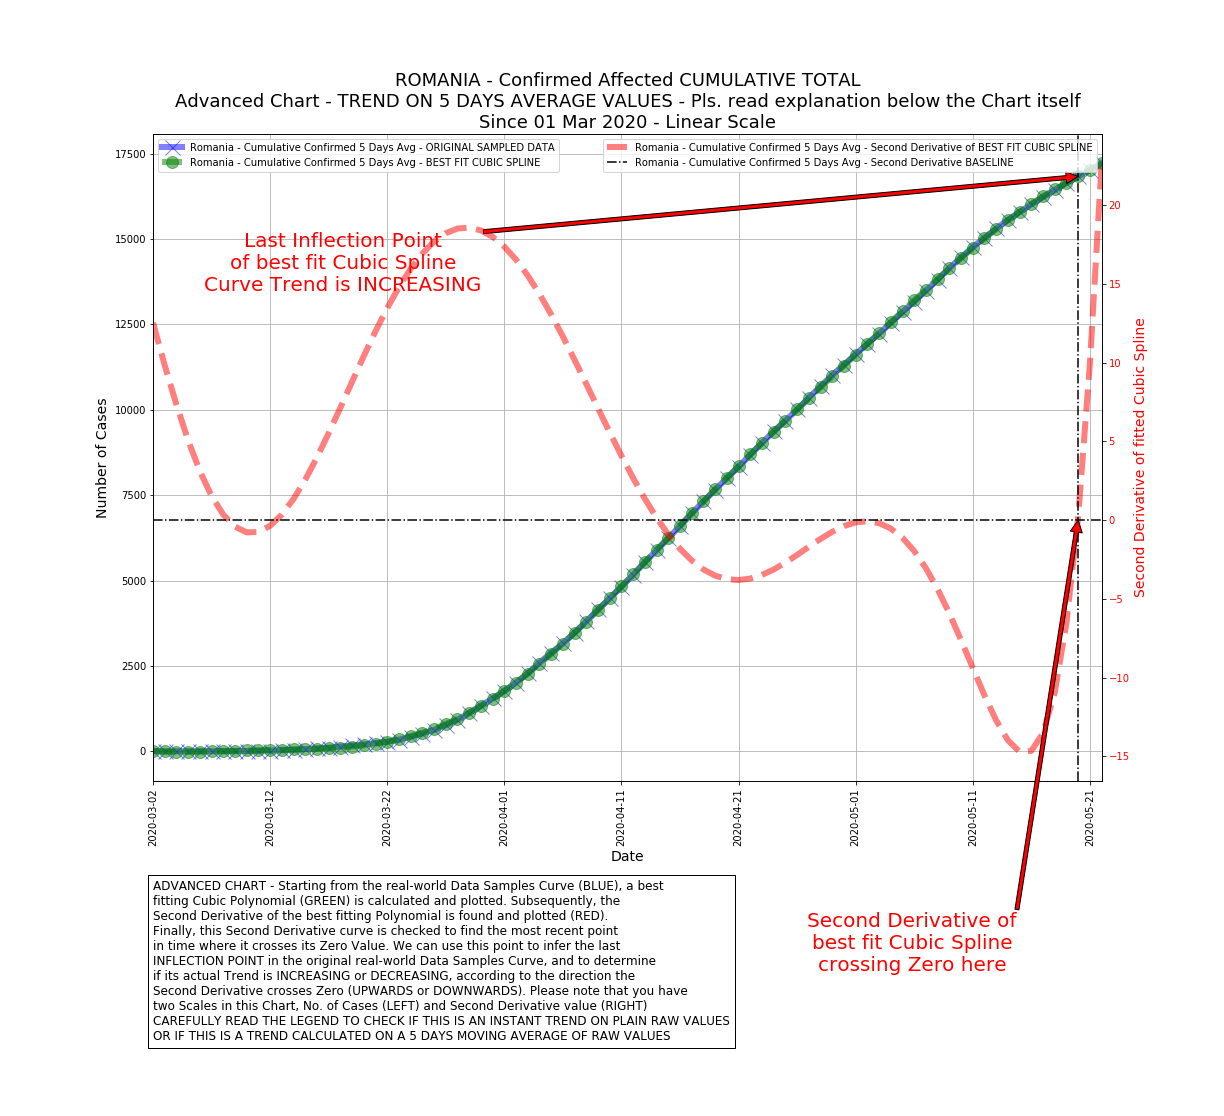 ROMANIA - Confirmed Affected CUMULATIVE TOTAL
Advanced Chart - TREND ON 5 DAYS AVERAGE VALUES - Pls. read explanation below the Chart itself
Since 01 Mar 2020 - Linear Scale
Romania - Cumulative Confirmed 5 Days Avg - ORIGINAL SAMPLED DATA
Romania - Cumulative Confirmed 5 Days Avg - BEST FIT CUBIC SPLINE
Romania - Cumulative Confirmed 5 Days Avg - Second Derivative of BEST FIT CUBIC SPLINE
Romania - Cumulative Confirmed 5 Days Avg - Second Derivative BASELINE
Last Inflection Point
of best fit Cubic Spline
Curve Trend is INCREASING
Number of Cases
17500
15000
12500
10000
7500
5000
2500
0
Second Derivative of fitted Cubic Spline
20
15
10
5
0
−5
−10
−15
2020-03-02
2020-03-12
2020-03-22
2020-04-01
2020-04-11
2020-04-21
2020-05-01
2020-05-11
2020-05-21
Date
ADVANCED CHART - Starting from the real-world Data Samples Curve (BLUE), a best
fitting Cubic Polynomial (GREEN) is calculated and plotted. Subsequently, the
Second Derivative of the best fitting Polynomial is found and plotted (RED).
Finally, this Second Derivative curve is checked to find the most recent point
in time where it crosses its Zero Value. We can use this point to infer the last
INFLECTION POINT in the original real-world Data Samples Curve, and to determine
if its actual Trend is INCREASING or DECREASING, according to the direction the
Second Derivative crosses Zero (UPWARDS or DOWNWARDS). Please note that you have
two Scales in this Chart, No. of Cases (LEFT) and Second Derivative value (RIGHT)
CAREFULLY READ THE LEGEND TO CHECK IF THIS IS AN INSTANT TREND ON PLAIN RAW VALUES
OR IF THIS IS A TREND CALCULATED ON A 5 DAYS MOVING AVERAGE OF RAW VALUES
Second Derivative of
best fit Cubic Spline
crossing Zero here